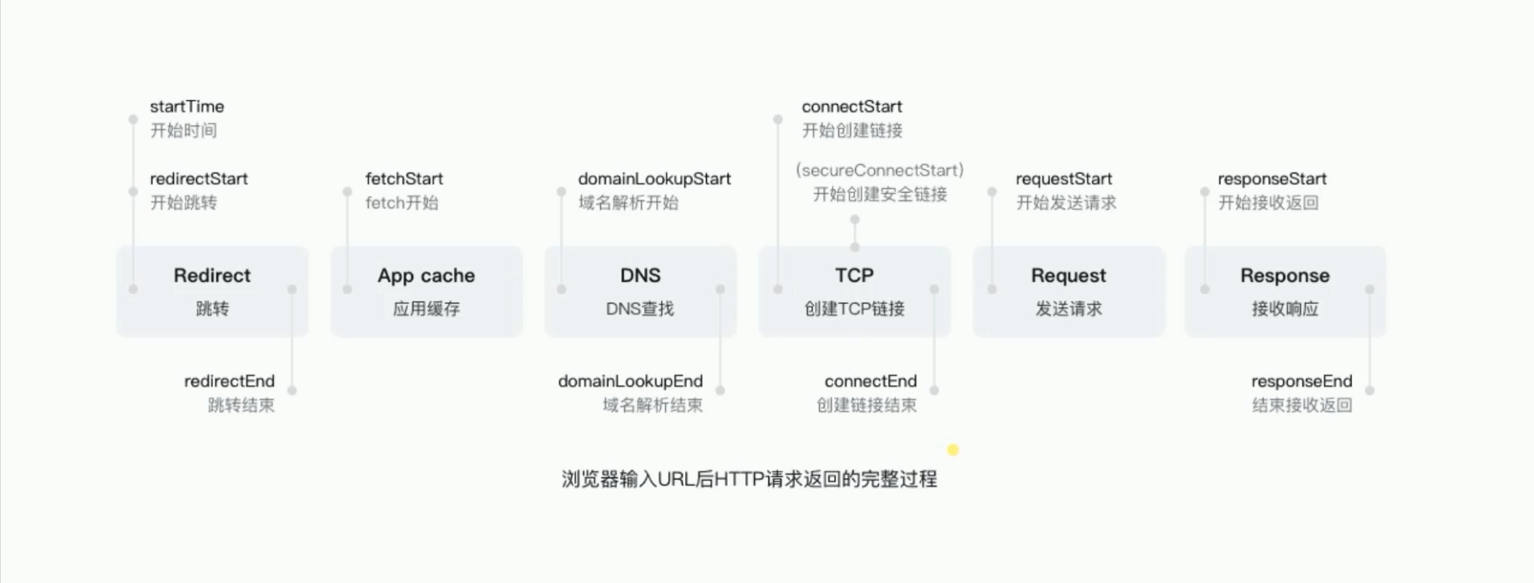 startTime
开始时间
redirectStart
开始跳转
Redirect
跳转
redirectEnd
跳转结束
fetchStart
fetch开始
App cache
应用缓存
domainLookupStart
域名解析开始
DNS
DNS查找
domainLookupEnd
域名解析结束
connectStart
开始创建链接
(secureConnectStart)
开始创建安全链接
TCP
创建TCP链接
connectEnd
创建链接结束
requestStart
开始发送请求
Request
发送请求
responseStart
开始接收返回
Response
接收响应
responseEnd
结束接收返回
浏览器输入URL后HTTP请求返回的完整过程